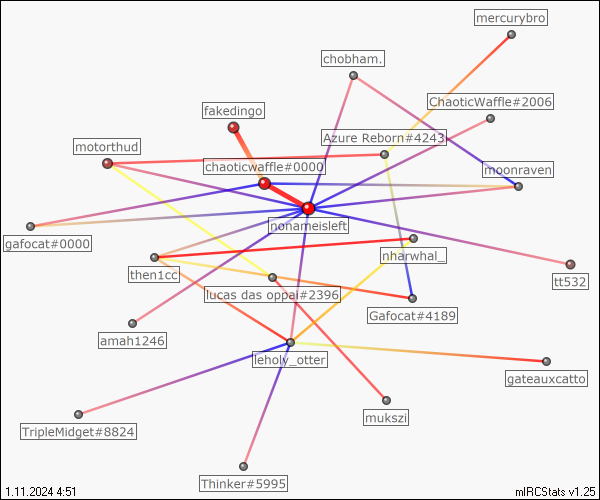 mercurybro
chobham.
ChaoticWaffle#2006
fakedingo
Azure Reborn#4243
motorthud
chaoticwaffle#0000
moonraven
nonameisleft
gafocat#0000
nharwhal_
then1cc
tt532
lucas das oppai#2396
Gafocat#4189
amah1246
leholy_otter
gateauxcatto
mukszi
TripleMidget#8824
Thinker#5995
1.11.2024 4:51
mIRCStats v1.25